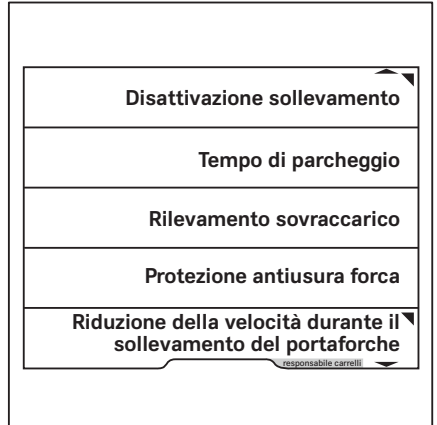 Disattivazione sollevamento
Tempo di parcheggio
Rilevamento sovraccarico
Protezione antiusura forca
Riduzione della velocità durante il
sollevamento del portaforche
responsabile carrelli